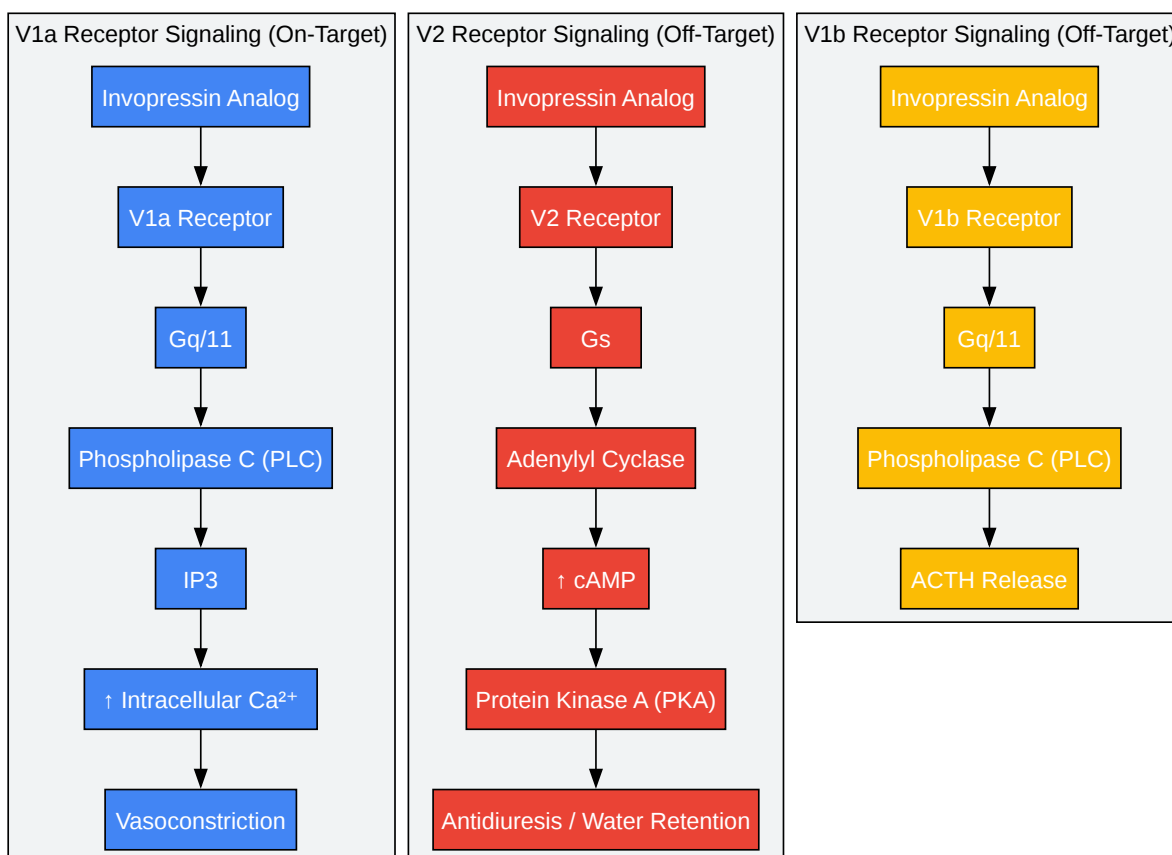 V1a Receptor Signaling (On-Target)
Invopressin Analog
V1a Receptor
Gq/11
Phospholipase C (PLC)
IP3
↑ Intracellular Ca²⁺
Vasoconstriction
V2 Receptor Signaling (Off-Target)
Invopressin Analog
V2 Receptor
Gs
Adenylyl Cyclase
↑ cAMP
Protein Kinase A (PKA)
Antidiuresis / Water Retention
V1b Receptor Signaling (Off-Target)
Invopressin Analog
V1b Receptor
Gq/11
Phospholipase C (PLC)
ACTH Release